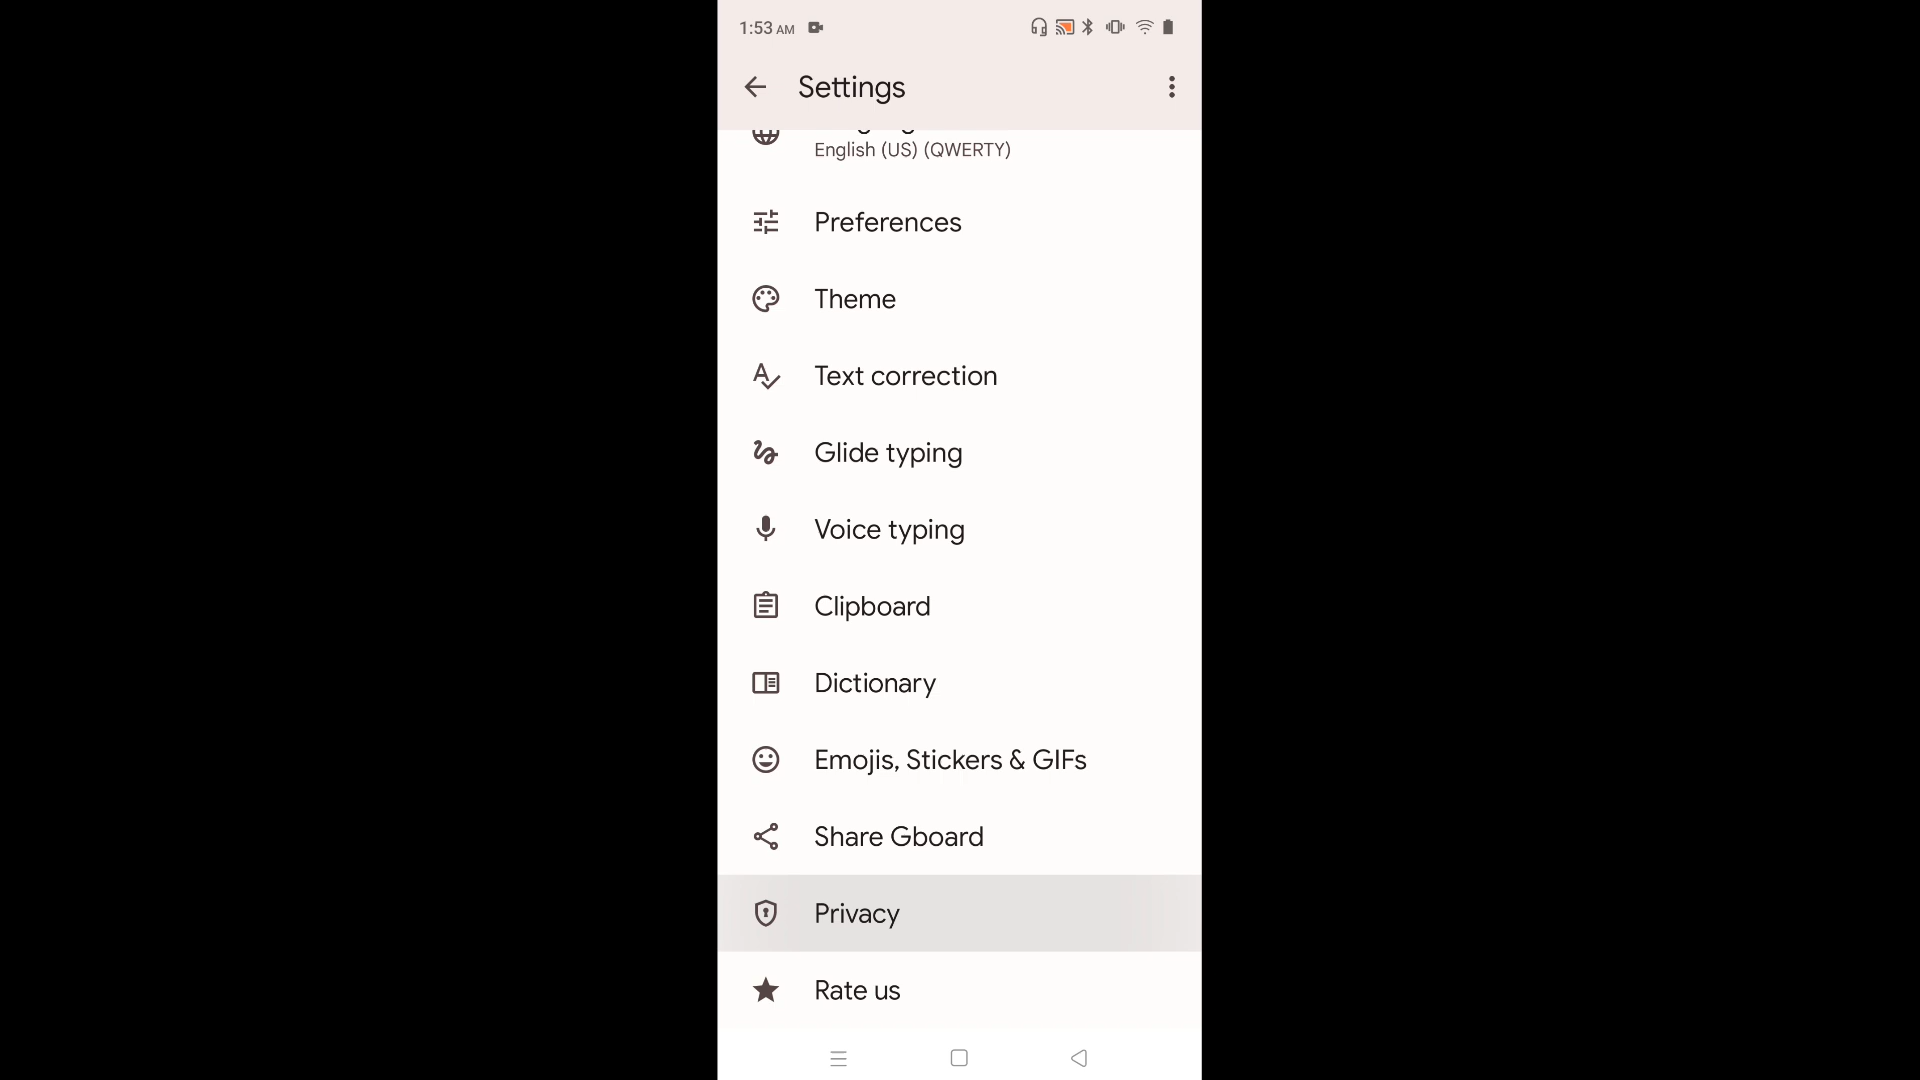 1:53 AM
Settings
English (US) (QWERTY)
Preferences
Theme
Text correction
Glide typing
Voice typing
Clipboard
Dictionary
Emojis, Stickers & GIFs
Share Gboard
Privacy
Rate us